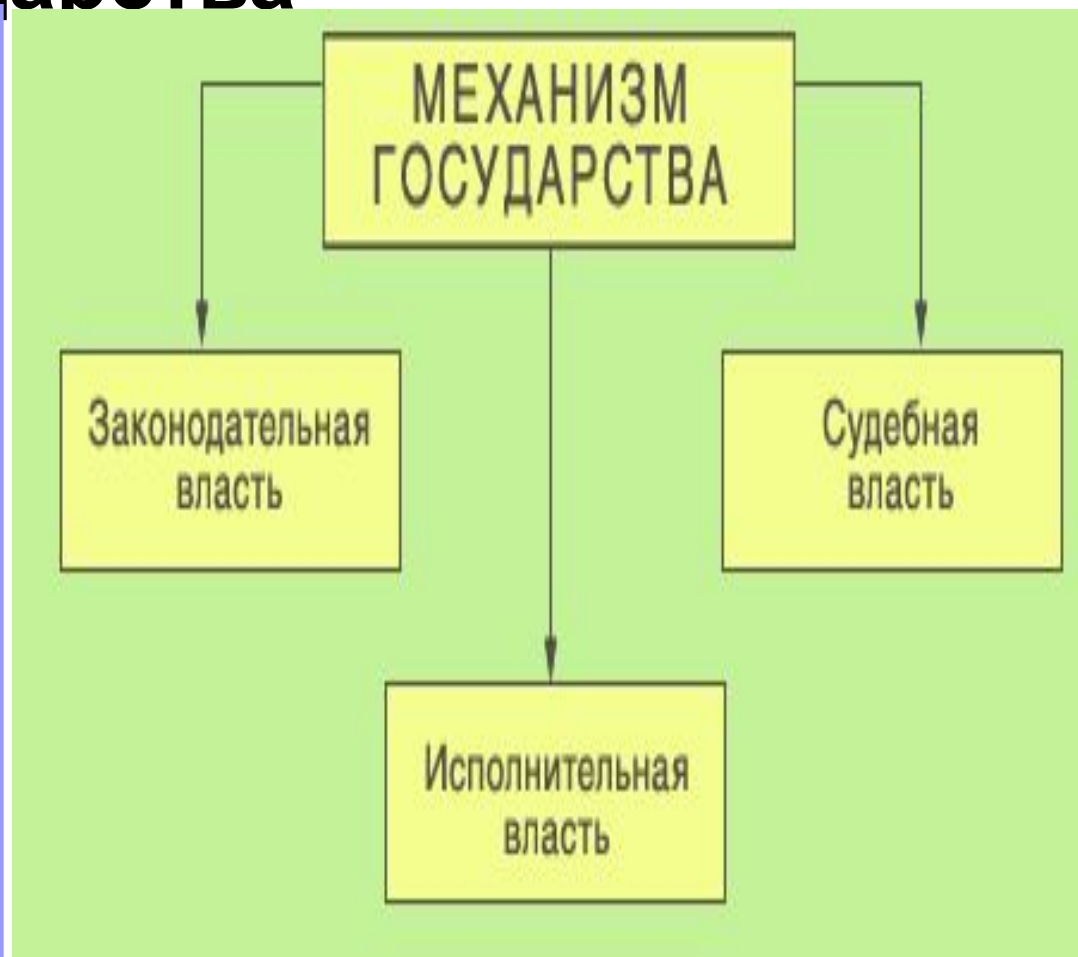 МЕХАНИЗМ
ГОСУДАРСТВА
Законодательная
власть
Судебная
власть
Исполнительная
власть